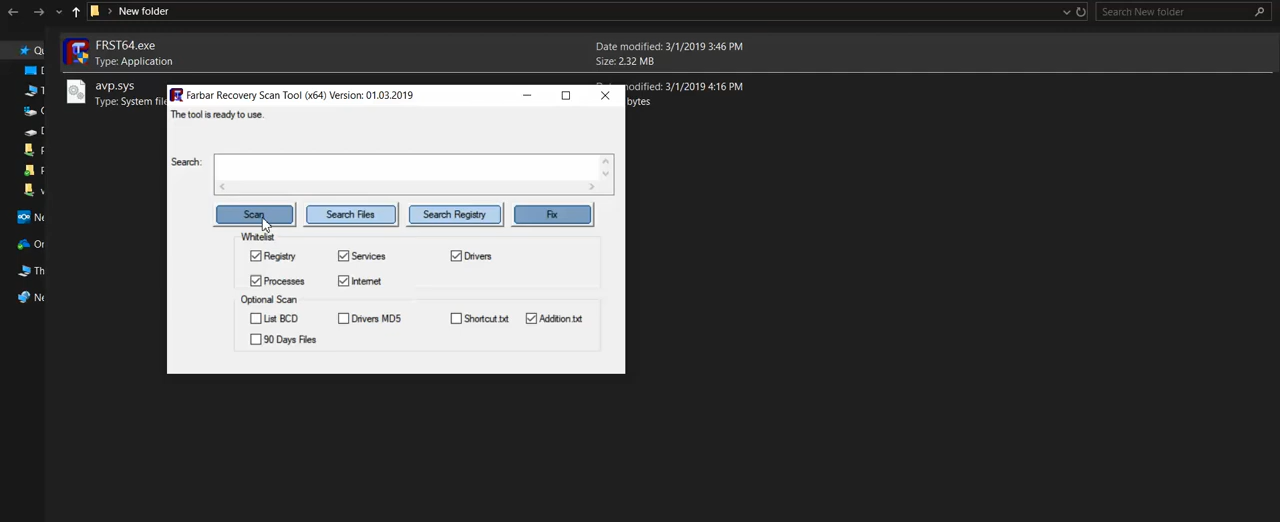 New folder
Search New folder
FRST64.exe
Type: Application
Date modified: 3/1/2019 3:46 PM
Size: 2.32 MB
avp.sys
Type: System file
modified: 3/1/2019 4:16 PM
bytes
Farbar Recovery Scan Tool (x64) Version: 01.03.2019
The tool is ready to use.
Search:
Scan Search Files Search Registry Fix
Whitelist
Registry Services Drivers
Processes Internet
Optional Scan
List BCD Drivers MD5 Shortcut.txt Addition.txt
90 Days Files